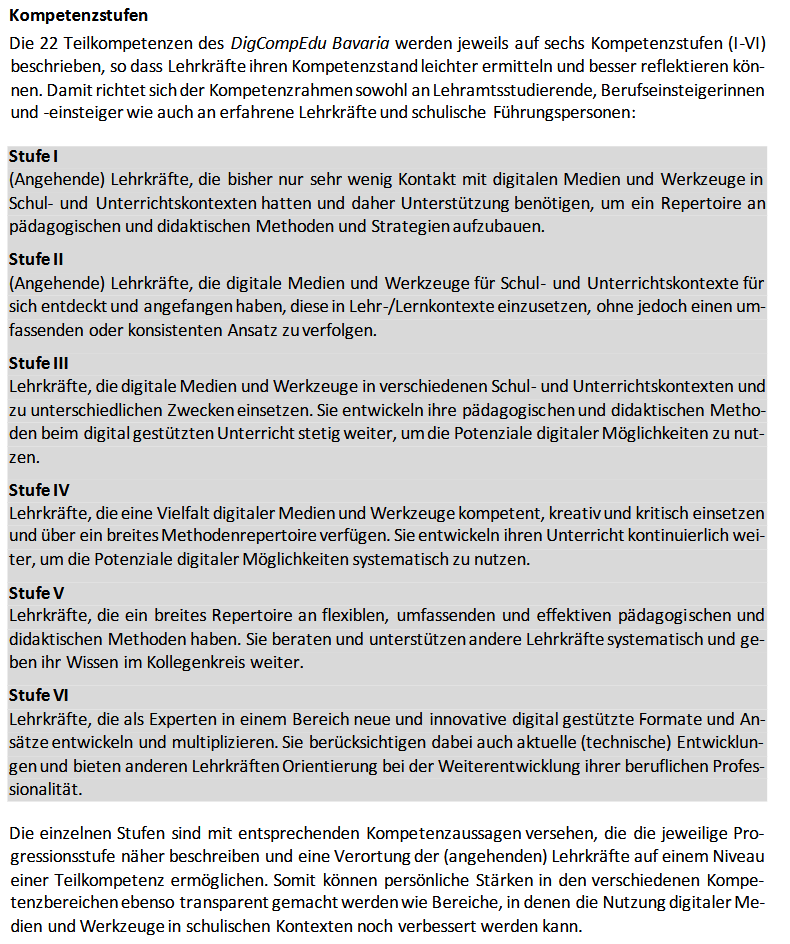 Kompetenzstufen
Die 22 Teilkompetenzen des DigCompEdu Bavaria werden jeweils auf sechs Kompetenzstufen (I-VI)
beschrieben, so dass Lehrkräfte ihren Kompetenzstand leichter ermitteln und besser reflektieren kön-
nen. Damit richtet sich der Kompetenzrahmen sowohl an Lehramtsstudierende, Berufseinsteigerinnen
und -einsteiger wie auch an erfahrene Lehrkräfte und schulische Führungspersonen:
Stufe I
(Angehende) Lehrkräfte, die bisher nur sehr wenig Kontakt mit digitalen Medien und Werkzeuge in
Schul- und Unterrichtskontexten hatten und daher Unterstützung benötigen, um ein Repertoire an
pädagogischen und didaktischen Methoden und Strategien aufzubauen.
Stufe II
(Angehende) Lehrkräfte, die digitale Medien und Werkzeuge für Schul- und Unterrichtskontexte für
sich entdeckt und angefangen haben, diese in Lehr-/Lernkontexte einzusetzen, ohne jedoch einen um-
fassenden oder konsistenten Ansatz zu verfolgen.
Stufe III
Lehrkräfte, die digitale Medien und Werkzeuge in verschiedenen Schul- und Unterrichtskontexten und
zu unterschiedlichen Zwecken einsetzen. Sie entwickeln ihre pädagogischen und didaktischen Metho-
den beim digital gestützten Unterricht stetig weiter, um die Potenziale digitaler Möglichkeiten zu nut-
zen.
Stufe IV
Lehrkräfte, die eine Vielfalt digitaler Medien und Werkzeuge kompetent, kreativ und kritisch einsetzen
und über ein breites Methodenrepertoire verfügen. Sie entwickeln ihren Unterricht kontinuierlich wei-
ter, um die Potenziale digitaler Möglichkeiten systematisch zu nutzen.
Stufe V
Lehrkräfte, die ein breites Repertoire an flexiblen, umfassenden und effektiven pädagogischen und
didaktischen Methoden haben. Sie beraten und unterstützen andere Lehrkräfte systematisch und ge-
ben ihr Wissen im Kollegenkreis weiter.
Stufe VI
Lehrkräfte, die als Experten in einem Bereich neue und innovative digital gestützte Formate und An-
sätze entwickeln und multiplizieren. Sie berücksichtigen dabei auch aktuelle (technische) Entwicklun-
gen und bieten anderen Lehrkräften Orientierung bei der Weiterentwicklung ihrer beruflichen Profes-
sionalität.
Die einzelnen Stufen sind mit entsprechenden Kompetenzaussagen versehen, die die jeweilige Pro-
gressionsstufe näher beschreiben und eine Verortung der (angehenden) Lehrkräfte auf einem Niveau
einer Teilkompetenz ermöglichen. Somit können persönliche Stärken in den verschiedenen Kompe-
tenzbereichen ebenso transparent gemacht werden wie Bereiche, in denen die Nutzung digitaler Me-
dien und Werkzeuge in schulischen Kontexten noch verbessert werden kann.